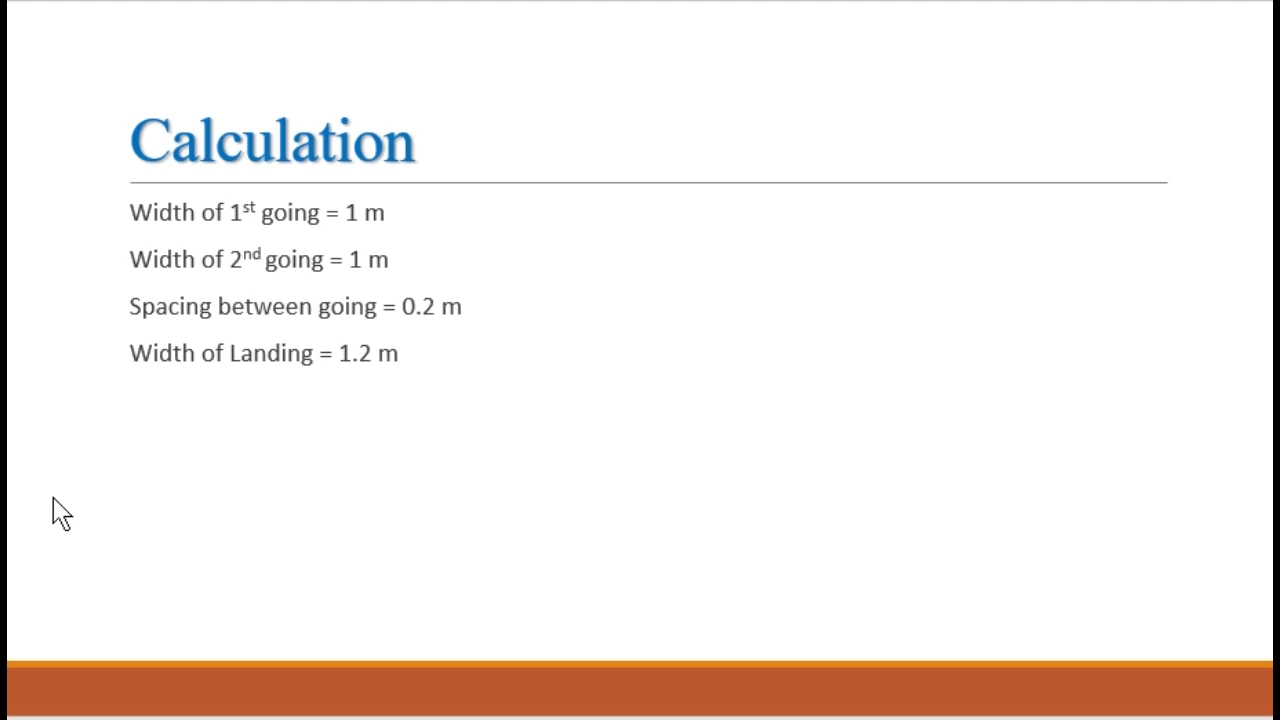 Calculation
Width of 1st going = 1 m
Width of 2nd going = 1 m
Spacing between going = 0.2 m
Width of Landing = 1.2 m